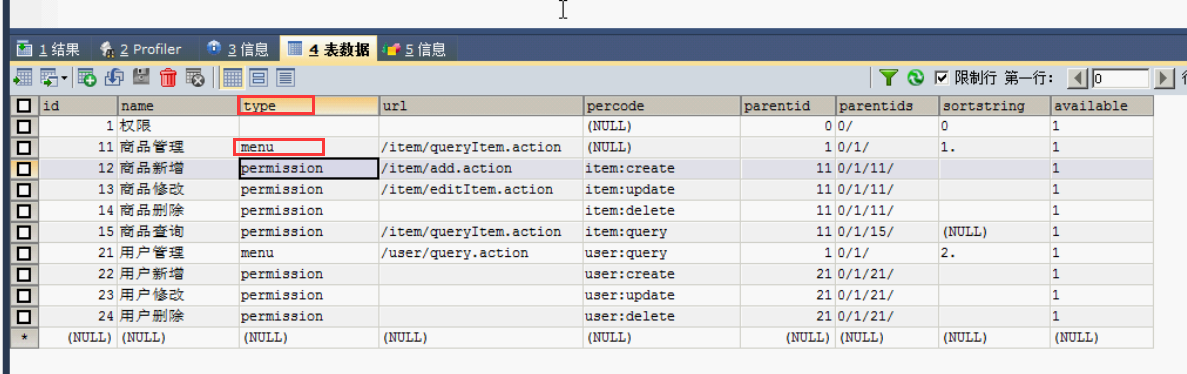 1 结果 2 Profiler 3 信息 4 表数据 5 信息
限制行 第一行: 0
id name type url percode parentid parentids sortstring available
1 权限 (NULL) 0 0/ 0 1
11 商品管理 menu /item/queryItem.action (NULL) 1 0/1/ 1. 1
12 商品新增 permission /item/add.action item:create 11 0/1/11/ 1
13 商品修改 permission /item/editItem.action item:update 11 0/1/11/ 1
14 商品删除 permission item:delete 11 0/1/11/ 1
15 商品查询 permission /item/queryItem.action item:query 11 0/1/15/ (NULL) 1
21 用户管理 menu /user/query.action user:query 1 0/1/ 2. 1
22 用户新增 permission user:create 21 0/1/21/ 1
23 用户修改 permission user:update 21 0/1/21/ 1
24 用户删除 permission user:delete 21 0/1/21/ 1
* (NULL) (NULL) (NULL) (NULL) (NULL) (NULL) (NULL) (NULL) (NULL)